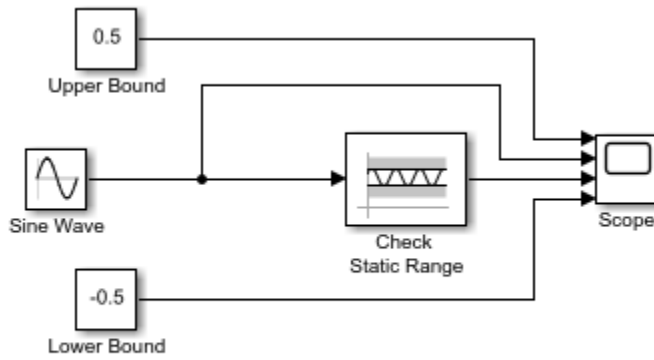 0.5
Upper Bound
Sine Wave
Check
Static Range
Scope
-0.5
Lower Bound